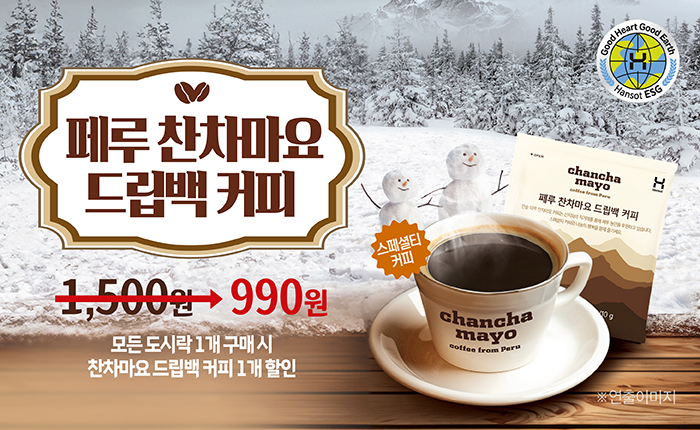 Good Heart Good Earth
H
Hansot ESG
페루 찬차마요
드립백 커피
1,500원 → 990원
모든 도시락 1개 구매 시
찬차마요 드립백 커피 1개 할인
스페셜티
커피
OPEN
chancha
mayo
coffee from Peru
H
페루 찬차마요 드립백 커피
chancha
mayo
coffee from Peru
※연출이미지